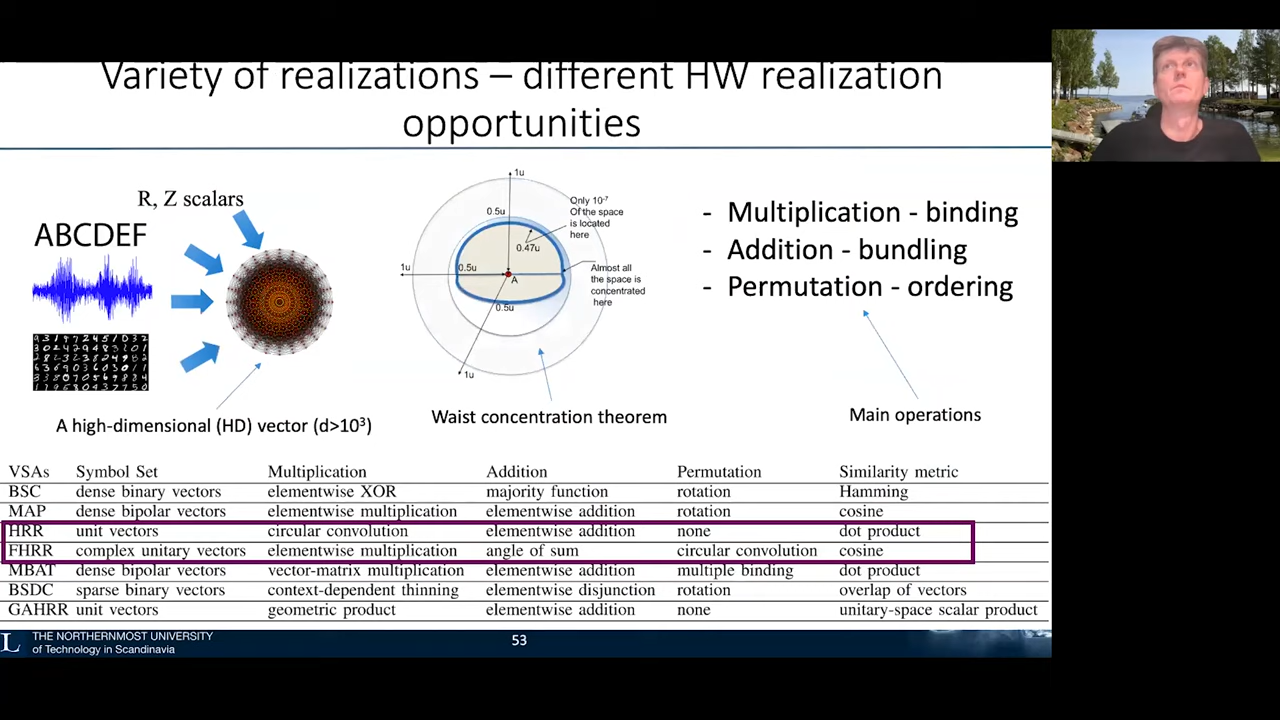 Variety of realizations – different HW realization
opportunities
R, Z scalars
ABCDEF
A high-dimensional (HD) vector (d>10³)
1u
0.5u
Only 10⁻⁷
Of the space
is located
here
0.47u
1u
0.5u
A
Almost all
the space is
concentrated
here
0.5u
1u
Waist concentration theorem
- Multiplication - binding
- Addition - bundling
- Permutation - ordering
Main operations
VSAs Symbol Set Multiplication Addition Permutation Similarity metric
BSC dense binary vectors elementwise XOR majority function rotation Hamming
MAP dense bipolar vectors elementwise multiplication elementwise addition rotation cosine
HRR unit vectors circular convolution elementwise addition none dot product
FHRR complex unitary vectors elementwise multiplication angle of sum circular convolution cosine
MBAT dense bipolar vectors vector-matrix multiplication elementwise addition multiple binding dot product
BSDC sparse binary vectors context-dependent thinning elementwise disjunction rotation overlap of vectors
GAHRR unit vectors geometric product elementwise addition none unitary-space scalar product
L THE NORTHERNMOST UNIVERSITY
of Technology in Scandinavia
53